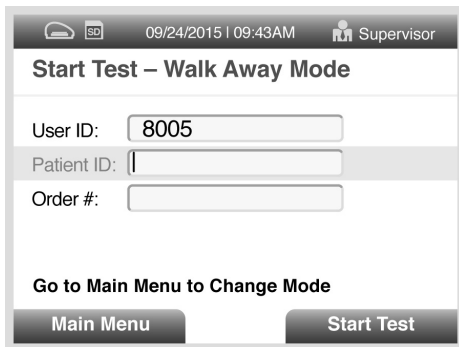 SD 09/24/2015 | 09:43AM Supervisor
Start Test – Walk Away Mode
User ID: 8005
Patient ID:
Order #:
Go to Main Menu to Change Mode
Main Menu Start Test